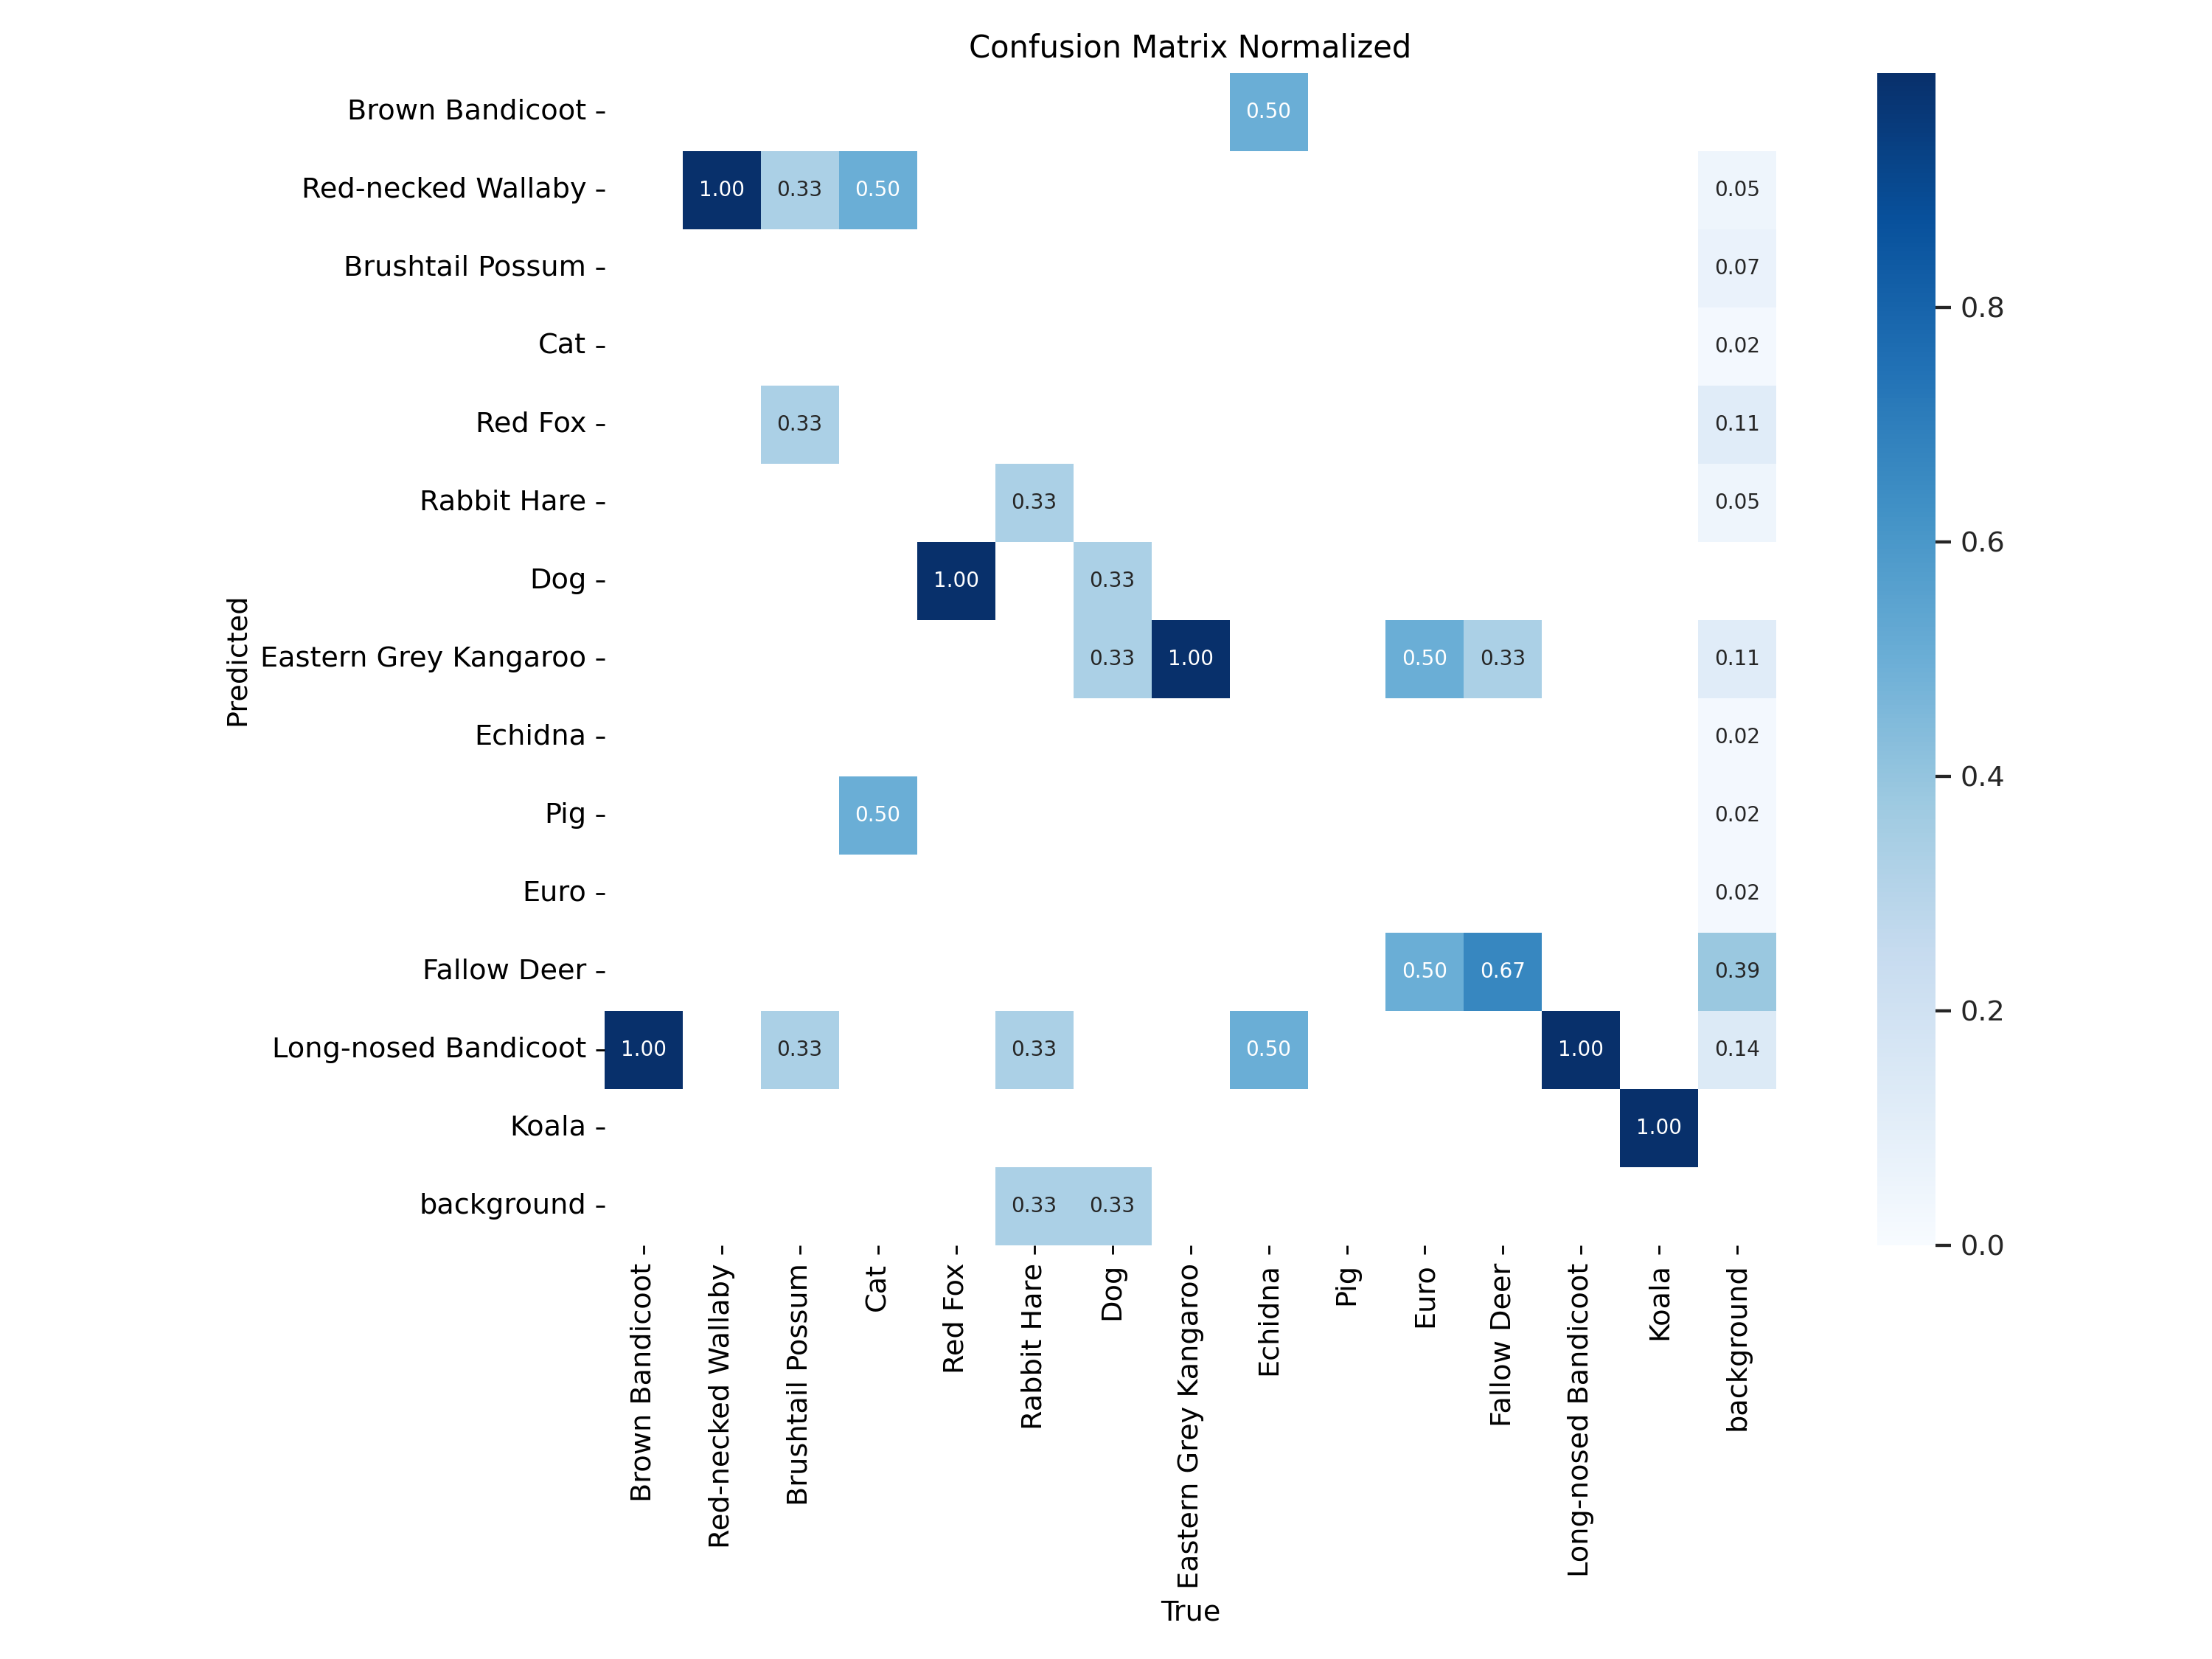 Confusion Matrix Normalized
Brown Bandicoot
0.50
Red-necked Wallaby
1.00 0.33 0.50 0.05
Brushtail Possum
0.07
0.8
Cat
0.02
Red Fox
0.33 0.11
Rabbit Hare
0.33 0.05
0.6
Dog
1.00 0.33
Predicted
Eastern Grey Kangaroo
0.33 1.00 0.50 0.33 0.11
Echidna
0.02
0.4
Pig
0.50 0.02
Euro
0.02
Fallow Deer
0.50 0.67 0.39
0.2
Long-nosed Bandicoot
1.00 0.33 0.33 0.50 1.00 0.14
Koala
1.00
background
0.33 0.33
0.0
Brown Bandicoot
Red-necked Wallaby
Brushtail Possum
Cat
Red Fox
Rabbit Hare
Dog
Eastern Grey Kangaroo
Echidna
Pig
Euro
Fallow Deer
Long-nosed Bandicoot
Koala
background
True